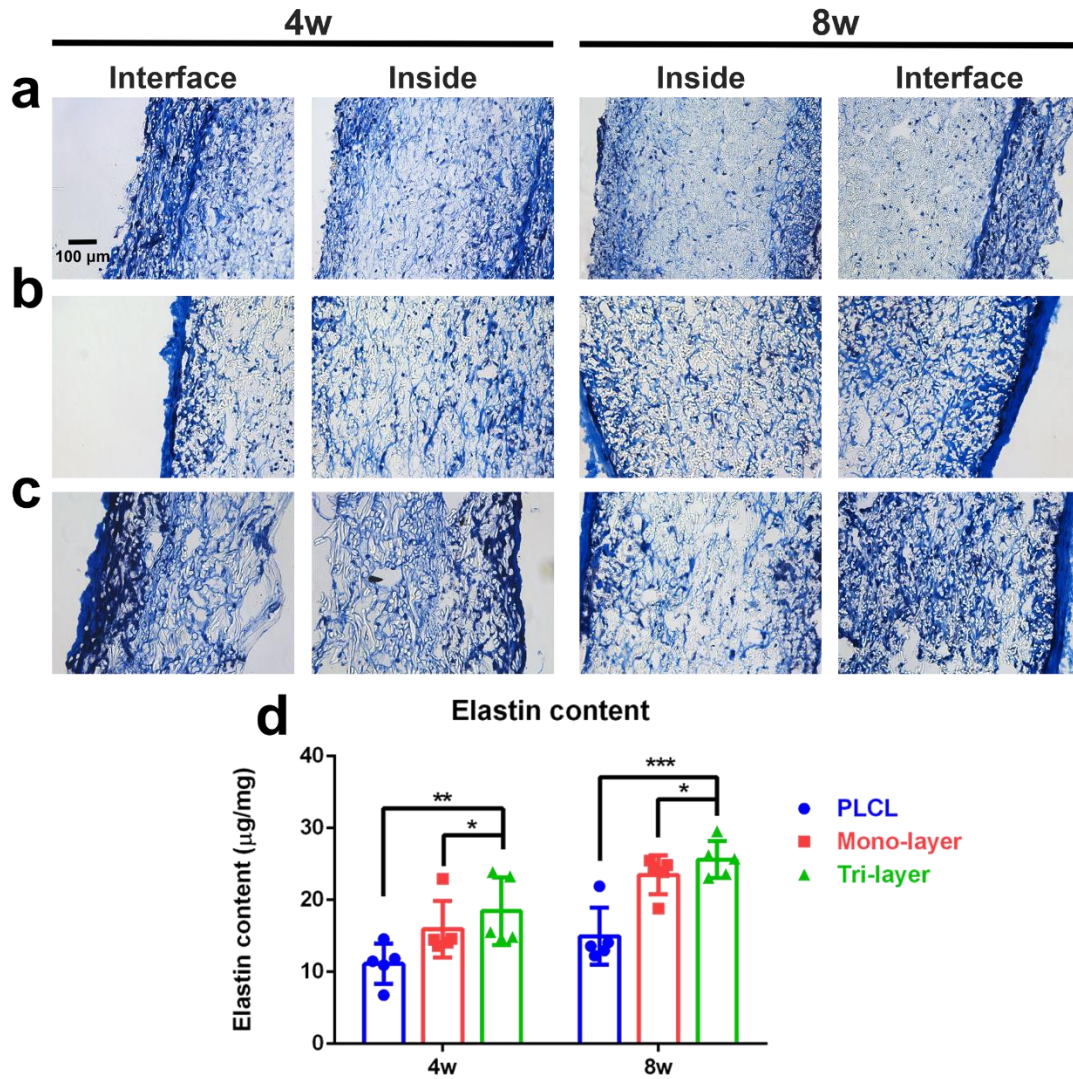 4w 8w
Interface Inside Inside Interface
a
100 µm
b
c
d
Elastin content
Elastin content (µg/mg)
40
30
20
10
0
** * *** *
4w 8w
PLCL
Mono-layer
Tri-layer